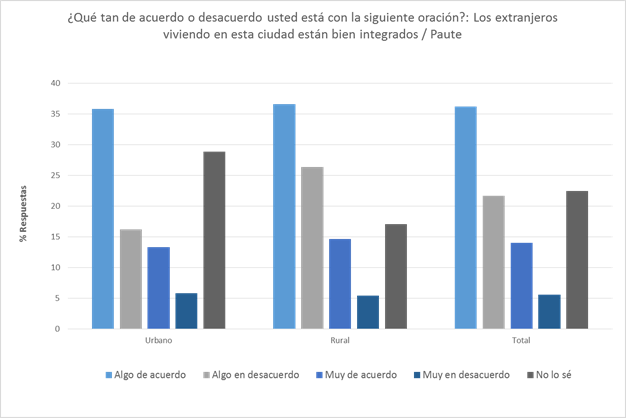 ¿Qué tan de acuerdo o desacuerdo usted está con la siguiente oración?: Los extranjeros
viviendo en esta ciudad están bien integrados / Paute
% Respuestas
40
35
30
25
20
15
10
5
0
Urbano Rural Total
Algo de acuerdo Algo en desacuerdo Muy de acuerdo Muy en desacuerdo No lo sé